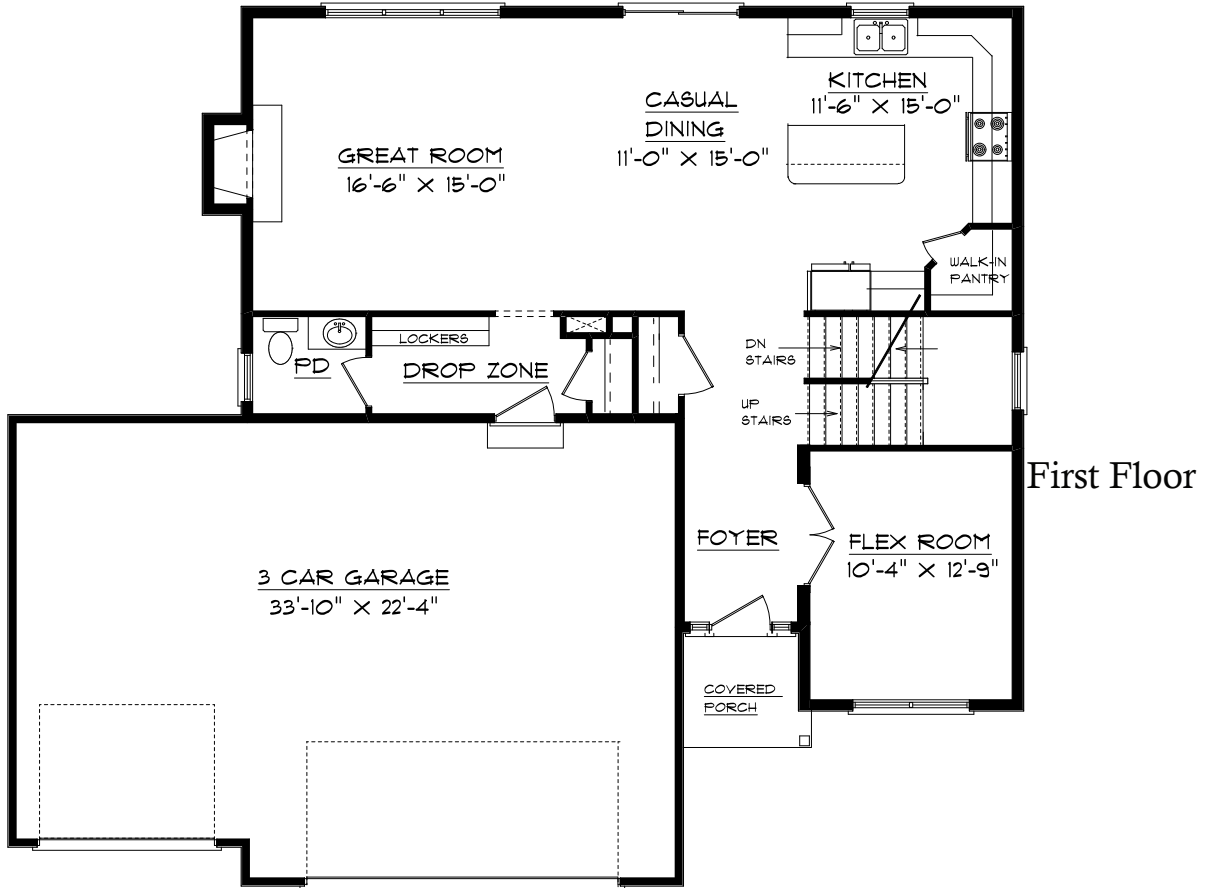 KITCHEN
11'-6" X 15'-0"
CASUAL
DINING
11'-0" X 15'-0"
GREAT ROOM
16'-6" X 15'-0"
WALK-IN
PANTRY
LOCKERS
PD
DROP ZONE
DN
STAIRS
UP
STAIRS
First Floor
FOYER
FLEX ROOM
10'-4" X 12'-9"
3 CAR GARAGE
33'-10" X 22'-4"
COVERED
PORCH